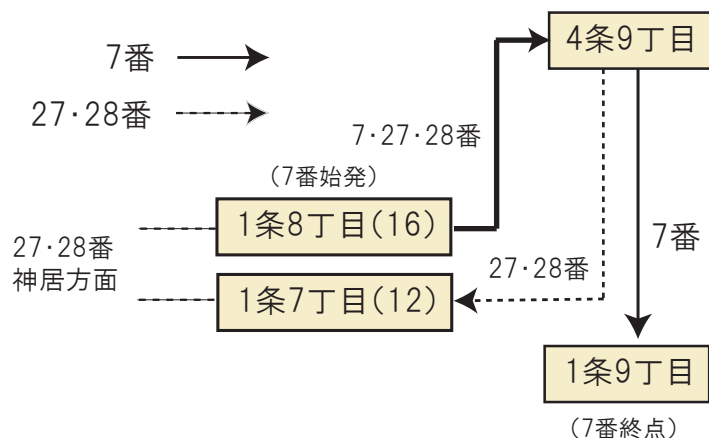 4条9丁目
7番
27・28番
7・27・28番
（7番始発）
1条8丁目(16)
27・28番
神居方面
7番
27・28番
1条7丁目(12)
1条9丁目
（7番終点）